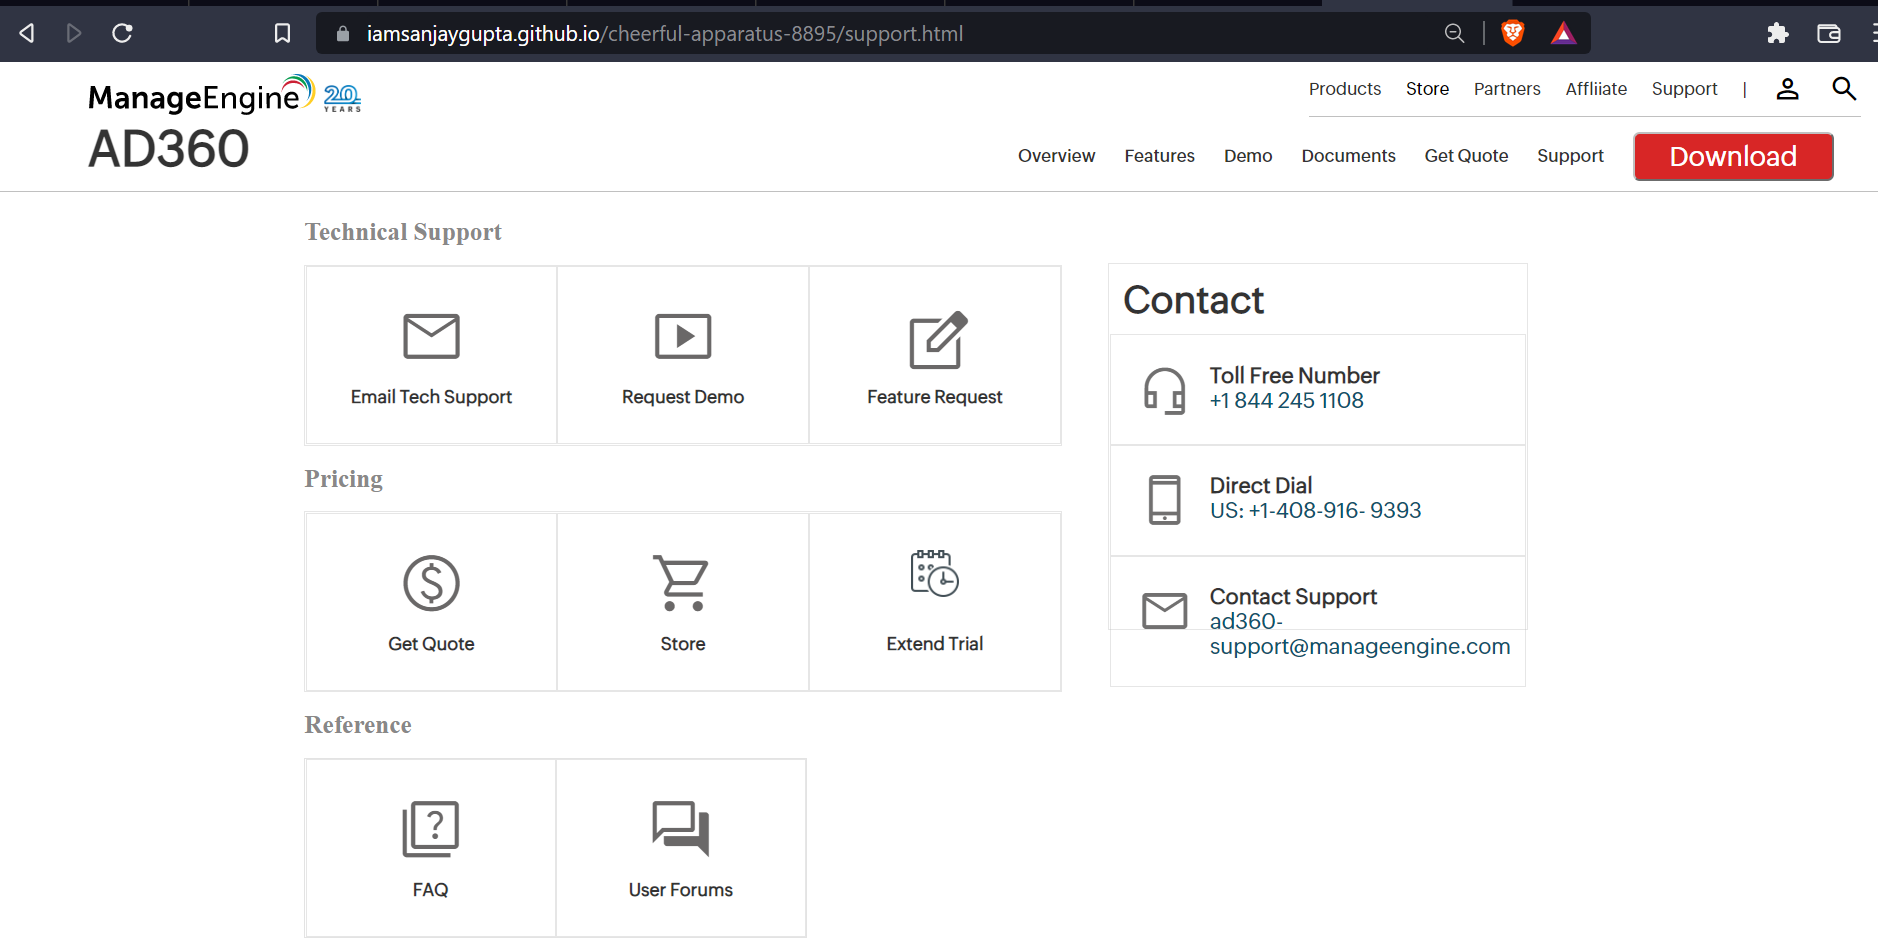 iamsanjaygupta.github.io/cheerful-apparatus-8895/support.html
ManageEngine 20 YEARS
Products Store Partners Affliiate Support |
AD360
Overview Features Demo Documents Get Quote Support Download
Technical Support
Email Tech Support Request Demo Feature Request
Pricing
Get Quote Store Extend Trial
Reference
FAQ User Forums
Contact
Toll Free Number
+1 844 245 1108
Direct Dial
US: +1-408-916- 9393
Contact Support
ad360-
support@manageengine.com